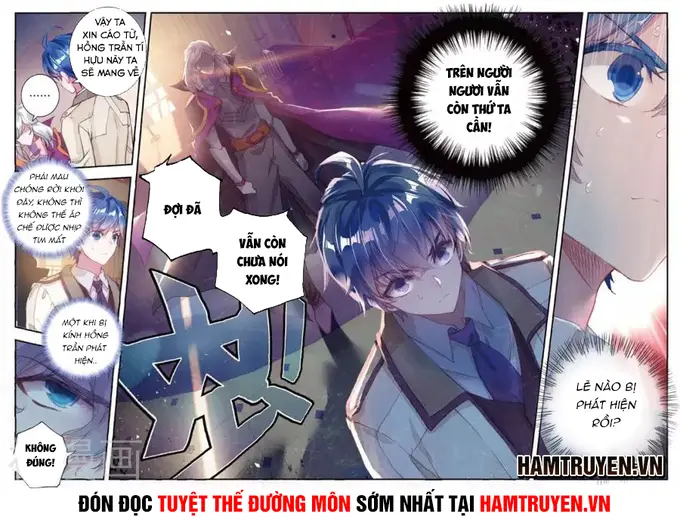 VẬY TA
XIN CÁO TỪ,
HỒNG TRẦN TÍ
HỰU NÀY TA
SẼ MANG VỀ
......
PHẢI MAU
CHÓNG RỜI KHỎI
ĐÂY, KHÔNG THÌ
KHÔNG THỂ ÁP
CHẾ ĐƯỢC NHỊP
TIM MẤT
MỘT KHI BỊ
KÍNH HỒNG
TRẦN PHÁT
HIỆN..
KHÔNG
ĐÚNG!
ĐỢI ĐÃ
VẪN CÒN
CHƯA NÓI
XONG!
TRÊN NGƯỜI
NGƯƠI VẪN
CÒN THỨ TA
CẦN!
LẼ NÀO BỊ
PHÁT HIỆN
RỒI?
HAMTRUYEN.VN
ĐÓN ĐỌC TUYỆT THẾ ĐƯỜNG MÔN SỚM NHẤT TẠI HAMTRUYEN.VN